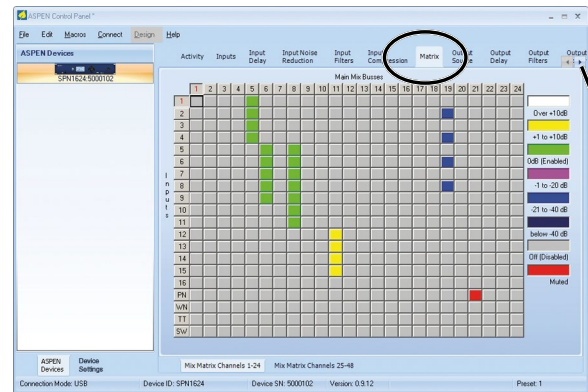 ASPEN Control Panel *
File Edit Macros Connect Design Help
ASPEN Devices
SPN1624:5000102
Activity Inputs Input Delay Input Noise Reduction Input Filters Input Compression Matrix Output Source Output Delay Output Filters Output
Main Mix Busses
1 2 3 4 5 6 7 8 9 10 11 12 13 14 15 16 17 18 19 20 21 22 23 24
Inputs
1
2
3
4
5
6
7
8
9
10
11
12
13
14
15
16
PN
WN
TT
SW
Over +10dB
+1 to +10dB
0dB (Enabled)
-1 to -20 dB
-21 to -40 dB
below -40 dB
Off (Disabled)
Muted
Mix Matrix Channels 1-24 Mix Matrix Channels 25-48
ASPEN Devices Device Settings
Connection Mode: USB Device ID: SPN1624 Device SN: 5000102 Version: 0.9.12 Preset: 1